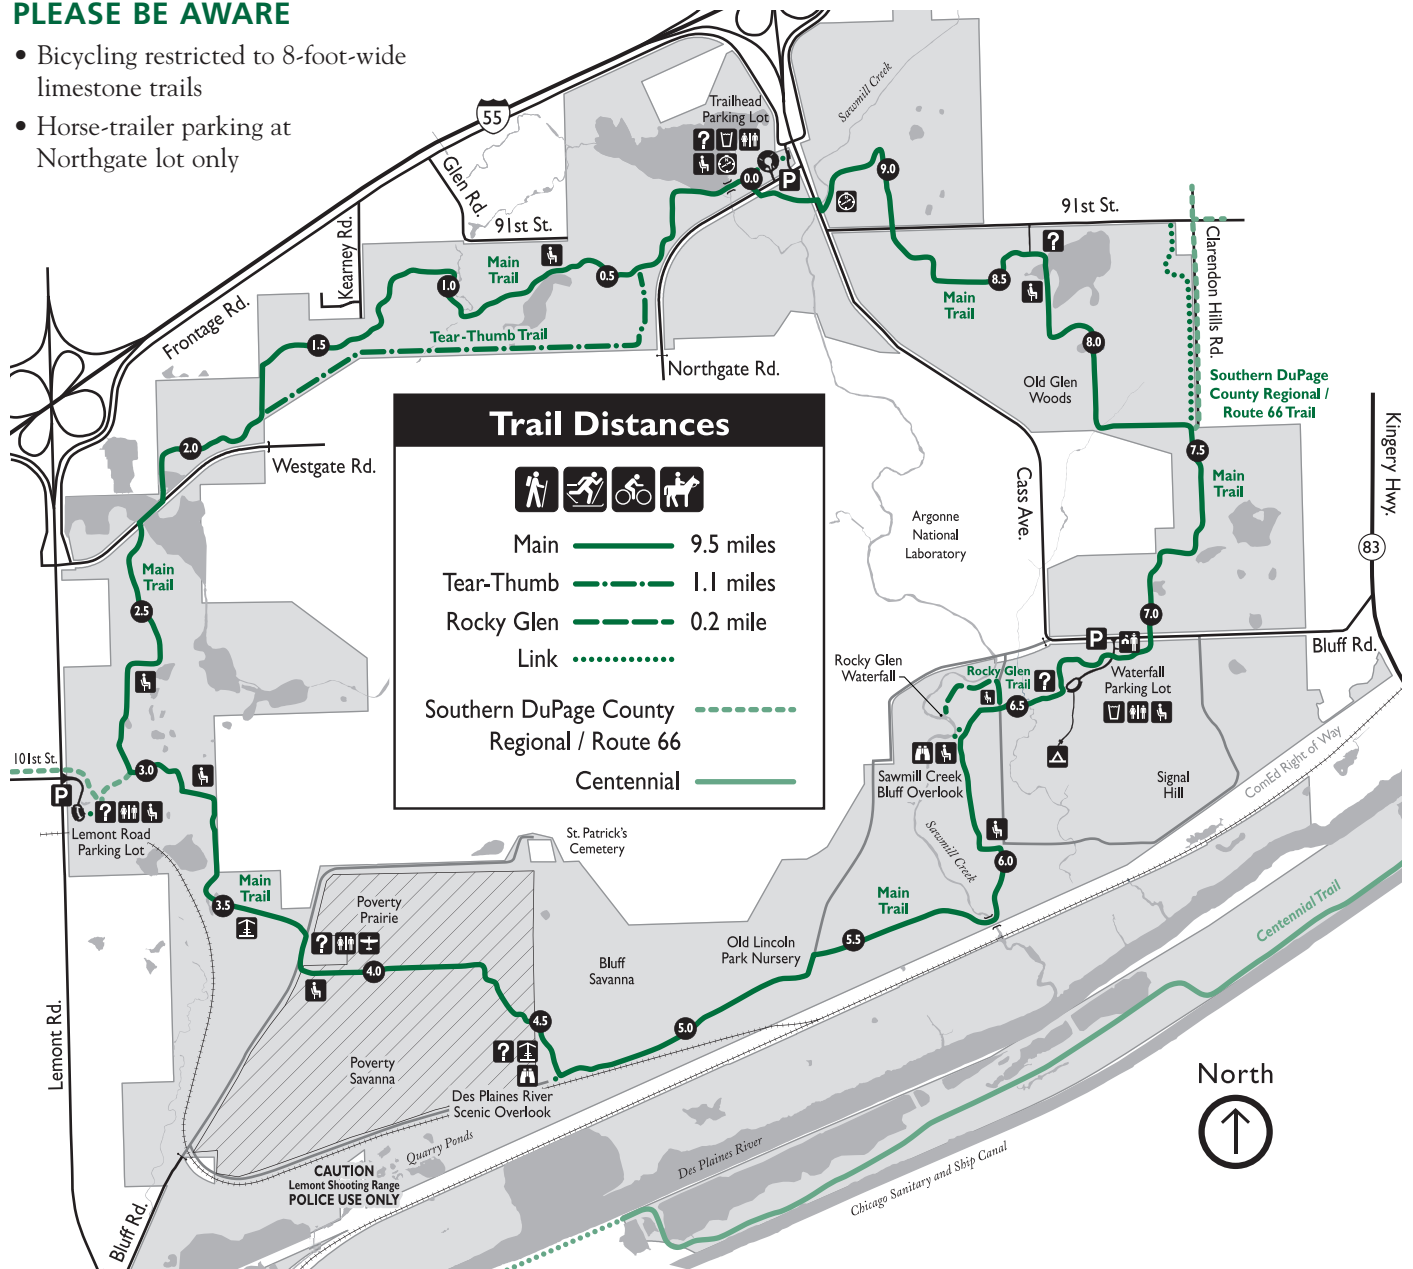 PLEASE BE AWARE
• Bicycling restricted to 8-foot-wide
limestone trails
• Horse-trailer parking at
Northgate lot only
55
Trailhead
Parking Lot
?
P
0.0
Sawmill Creek
9.0
Glen Rd.
91st St.
91st St.
Kearney Rd.
Main
Trail
0.5
1.0
?
8.5
Main
Trail
Clarendon Hills Rd.
Frontage Rd.
1.5
Tear-Thumb Trail
8.0
Northgate Rd.
Old Glen
Woods
Southern DuPage
County Regional /
Route 66 Trail
Kingery Hwy.
83
2.0
Westgate Rd.
7.5
Main
Trail
Cass Ave.
Trail Distances
Main 9.5 miles
Tear-Thumb 1.1 miles
Rocky Glen 0.2 mile
Link
Southern DuPage County
Regional / Route 66
Centennial
Argonne
National
Laboratory
Main
Trail
2.5
7.0
P
Bluff Rd.
Rocky Glen
Waterfall
Rocky Glen
Trail
?
Waterfall
Parking Lot
6.5
101st St.
3.0
P
?
Lemont Road
Parking Lot
Sawmill Creek
Bluff Overlook
Signal
Hill
ComEd Right of Way
St. Patrick's
Cemetery
Sawmill Creek
6.0
Main
Trail
3.5
Poverty
Prairie
?
4.0
Main
Trail
5.5
Old Lincoln
Park Nursery
Bluff
Savanna
Centennial Trail
Lemont Rd.
4.5
5.0
?
Poverty
Savanna
Des Plaines River
Scenic Overlook
North
Quarry Ponds
Des Plaines River
Chicago Sanitary and Ship Canal
CAUTION
Lemont Shooting Range
POLICE USE ONLY
Bluff Rd.